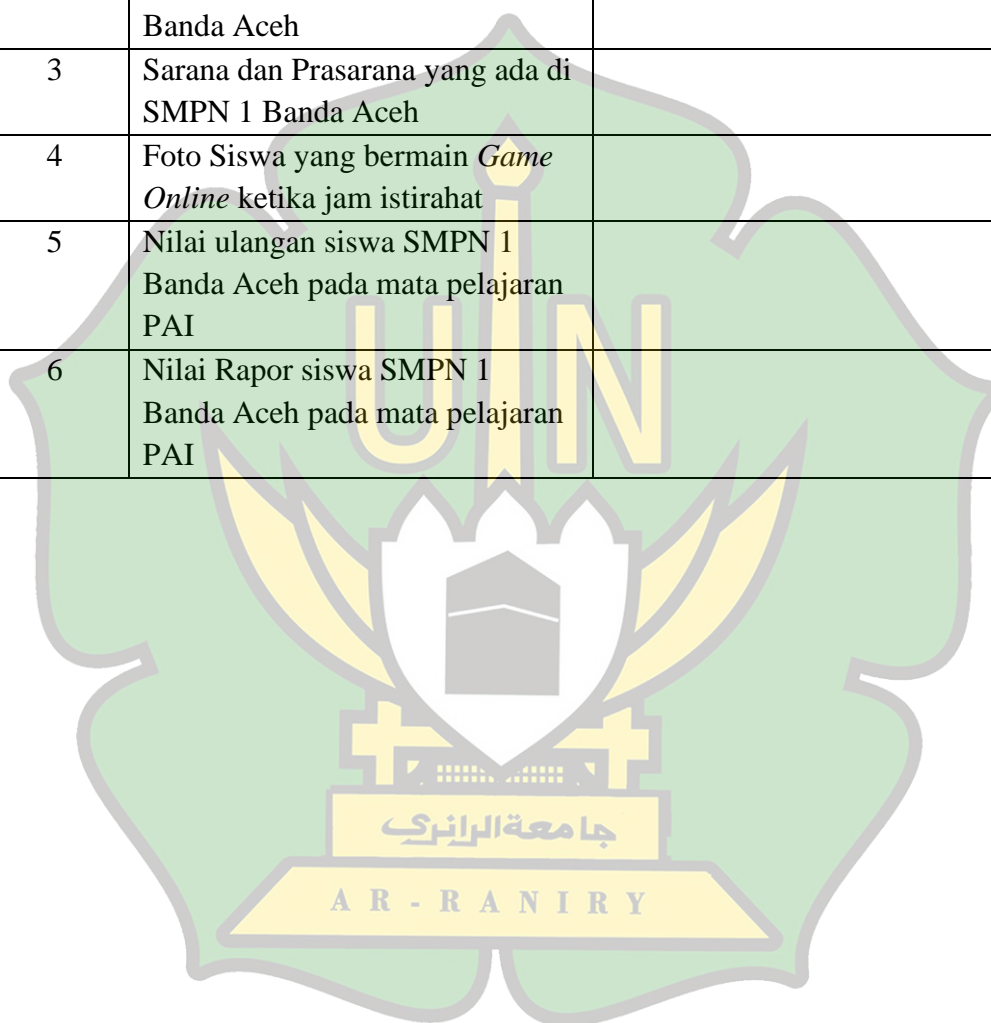 Banda Aceh
3 Sarana dan Prasarana yang ada di
SMPN 1 Banda Aceh
4 Foto Siswa yang bermain Game
Online ketika jam istirahat
5 Nilai ulangan siswa SMPN 1
Banda Aceh pada mata pelajaran
PAI
6 Nilai Rapor siswa SMPN 1
Banda Aceh pada mata pelajaran
PAI
UIN
جامعةالرانري
AR-RANIRY